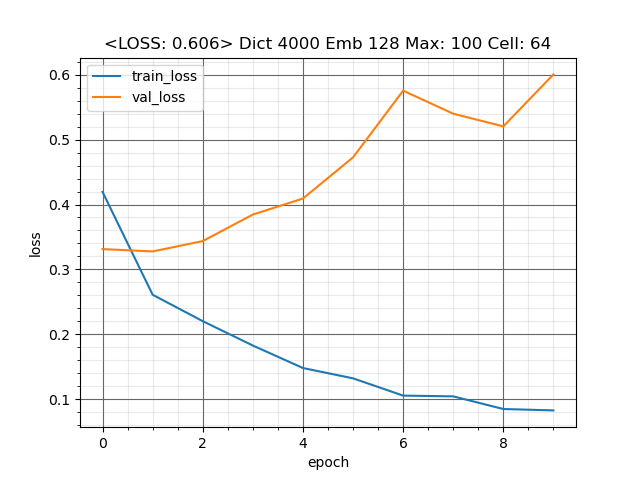 <LOSS: 0.606> Dict 4000 Emb 128 Max: 100 Cell: 64
train_loss
val_loss
0.6
0.5
0.4
0.3
0.2
0.1
loss
0 2 4 6 8
epoch